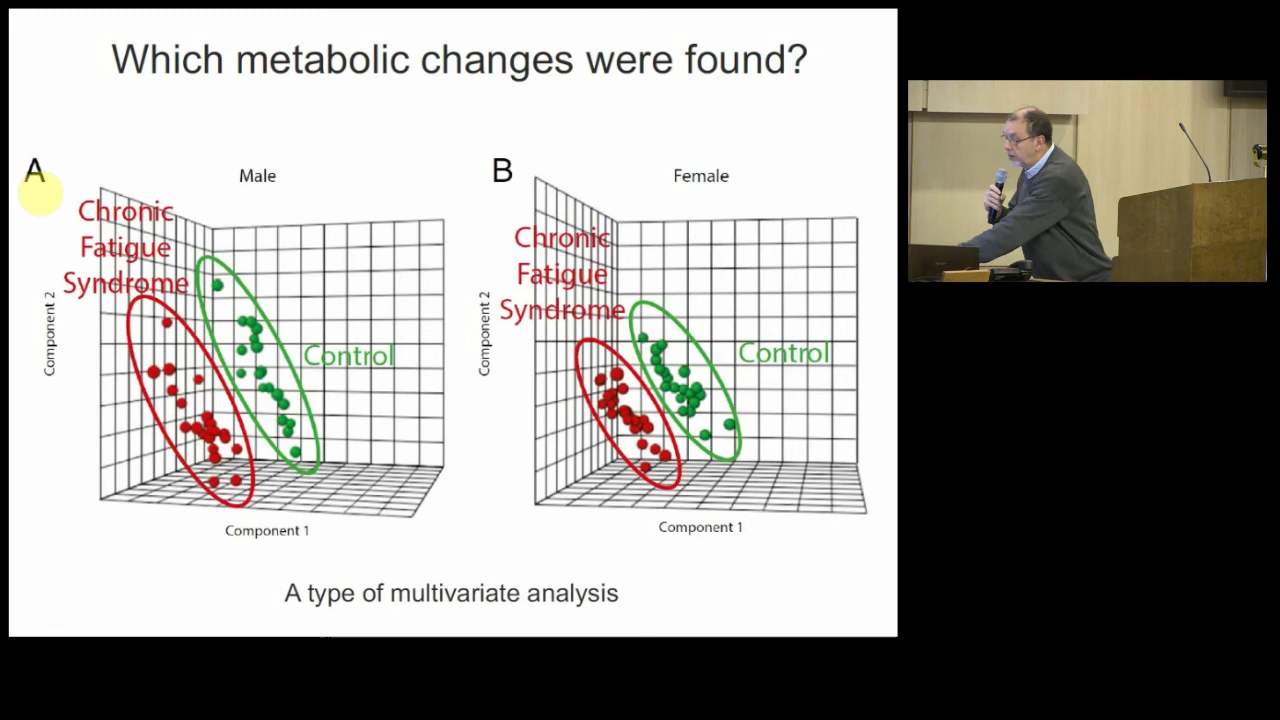 Which metabolic changes were found?
A
Male
Chronic
Fatigue
Syndrome
Control
Component 2
Component 1
B
Female
Chronic
Fatigue
Syndrome
Control
Component 2
Component 1
A type of multivariate analysis